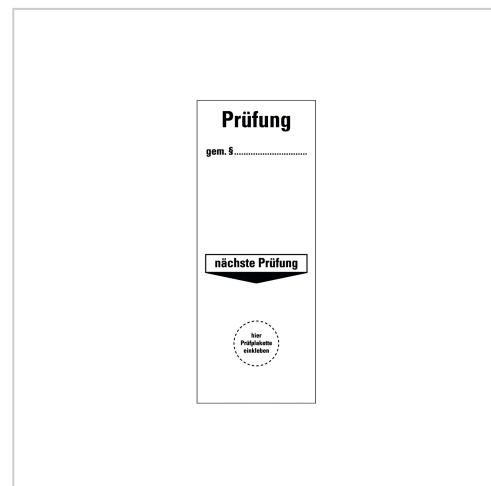 Prüfung
gem. §...............................
nächste Prüfung
hier
Prüfplakette
einkleben